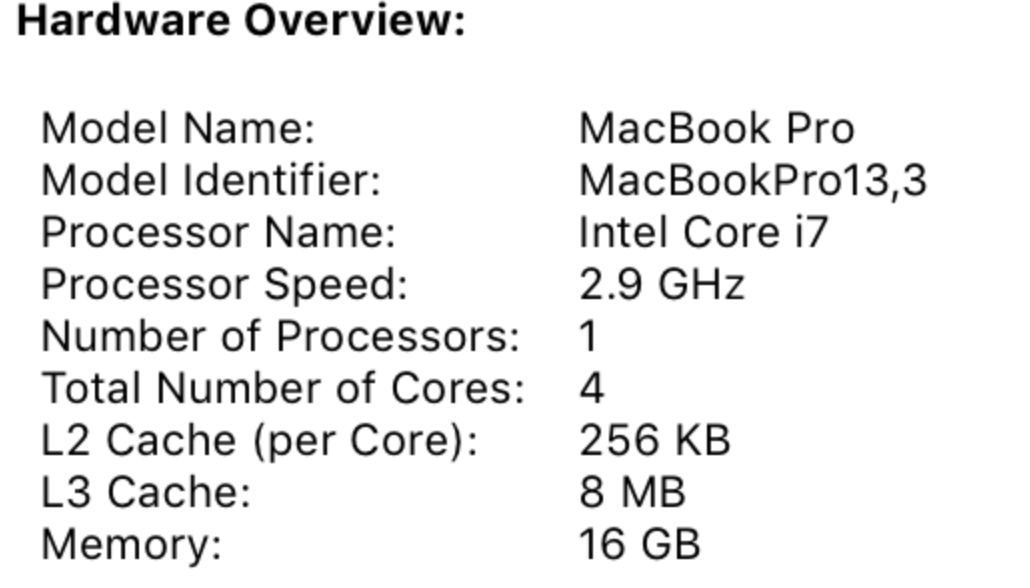 Hardware Overview:
Model Name: MacBook Pro
Model Identifier: MacBookPro13,3
Processor Name: Intel Core i7
Processor Speed: 2.9 GHz
Number of Processors: 1
Total Number of Cores: 4
L2 Cache (per Core): 256 KB
L3 Cache: 8 MB
Memory: 16 GB